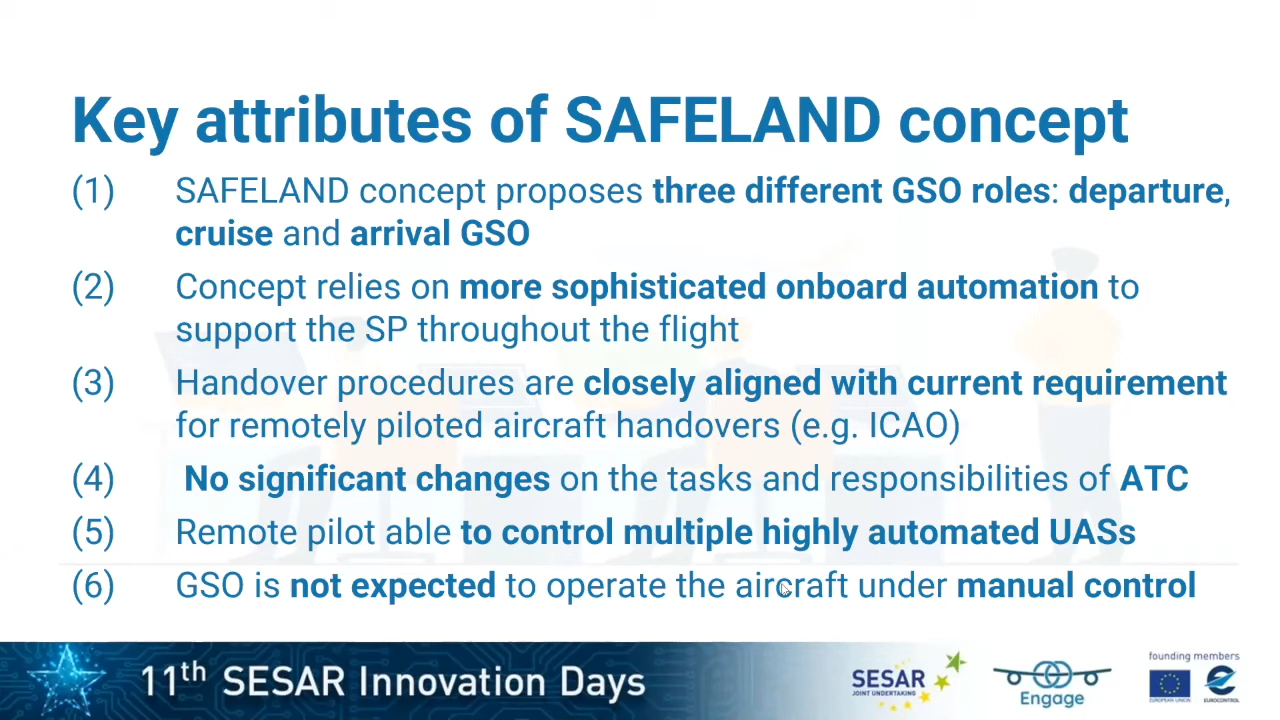 Key attributes of SAFELAND concept
(1) SAFELAND concept proposes three different GSO roles: departure,
cruise and arrival GSO
(2) Concept relies on more sophisticated onboard automation to
support the SP throughout the flight
(3) Handover procedures are closely aligned with current requirement
for remotely piloted aircraft handovers (e.g. ICAO)
(4) No significant changes on the tasks and responsibilities of ATC
(5) Remote pilot able to control multiple highly automated UASs
(6) GSO is not expected to operate the aircraft under manual control
11th SESAR Innovation Days
SESAR
JOINT UNDERTAKING
Engage
founding members
EUROPEAN UNION
EUROCONTROL